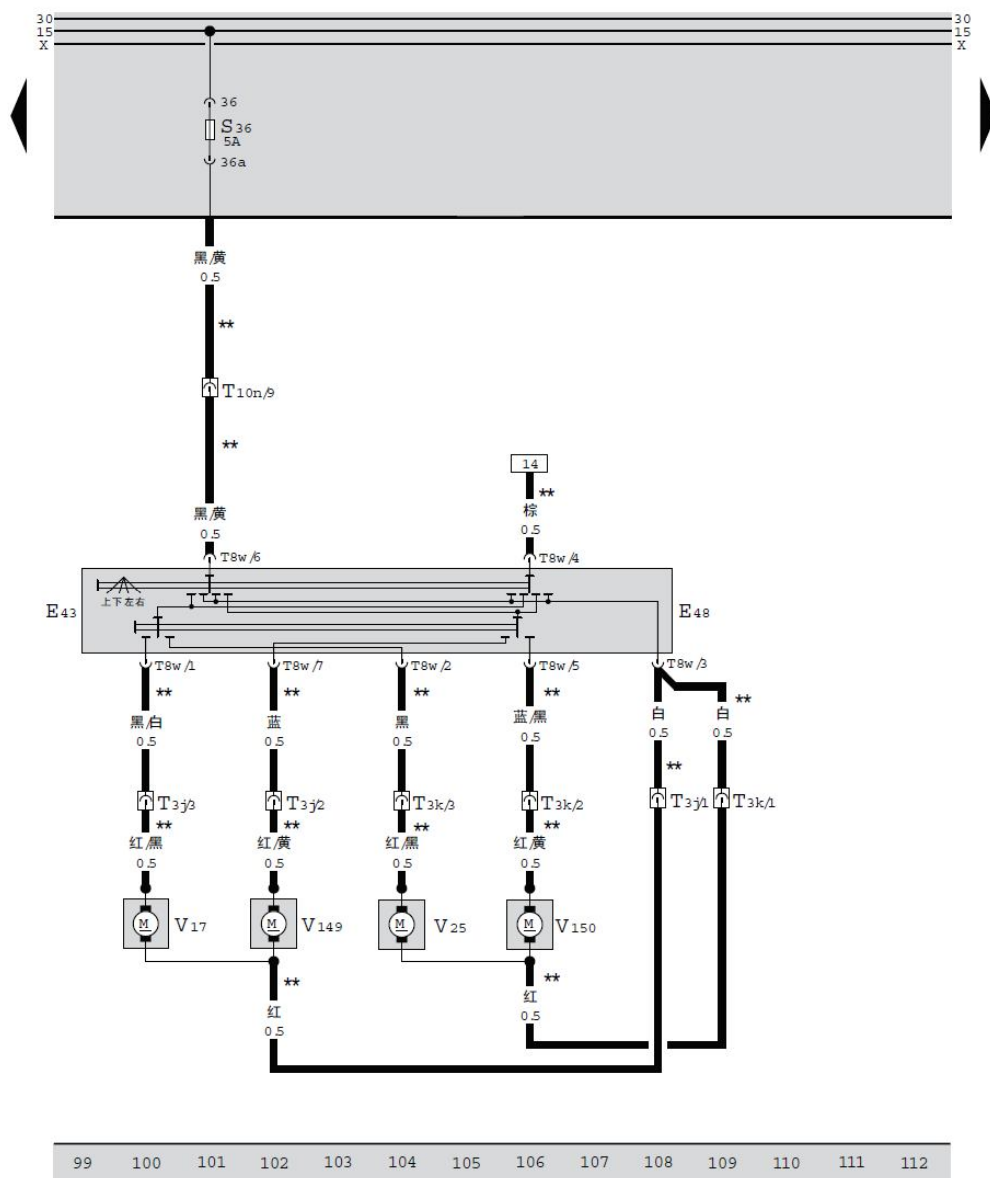 30 30
15 15
X X
36
S36
5A
36a
黑/黄
0.5
**
T10n/9
**
14
**
黑/黄
棕
0.5
0.5
T8w/6
T8w/4
上下左右
E43
E48
T8w/1
T8w/7
T8w/2
T8w/5
T8w/3
**
**
**
**
**
黑/白
蓝
黑
蓝/黑
白
白
0.5
0.5
0.5
0.5
0.5
0.5
**
T3j/3
T3j/2
T3k/3
T3k/2
T3j/1
T3k/1
**
**
**
**
红/黑
红/黄
红/黑
红/黄
0.5
0.5
0.5
0.5
M
V17
M
V149
M
V25
M
V150
**
**
红
红
0.5
0.5
99 100 101 102 103 104 105 106 107 108 109 110 111 112